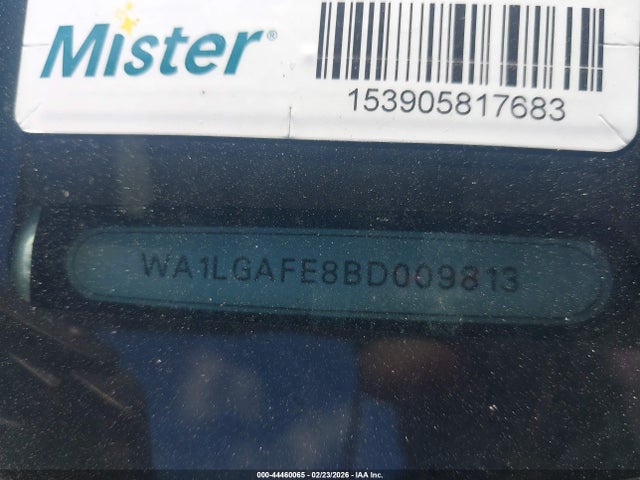 Mister®
153905817683
WA1LGAFE8BD009813
000-44460065 - 02/23/2026 - IAA Inc.